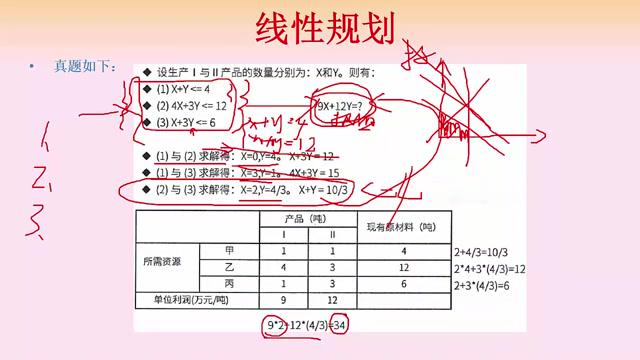 线性规划
真题如下：
设生产Ⅰ与Ⅱ产品的数量分别为：X和Y。则有：
(1) X+Y <= 4
(2) 4X+3Y <= 12
(3) X+3Y <= 6
9X+12Y=?
x+y=4
=12
(1) 与 (2) 求解得：X=0,Y=4。 X+3Y = 12
(1) 与 (3) 求解得：X=3,Y=1。 4X+3Y = 15
(2) 与 (3) 求解得：X=2,Y=4/3。 X+Y = 10/3
1.
2.
3.
产品（吨） 现有原材料（吨）
Ⅰ Ⅱ
所需资源 甲 1 1 4 2+4/3=10/3
乙 4 3 12 2*4+3*(4/3)=12
丙 1 3 6 2+3*(4/3)=6
单位利润(万元/吨) 9 12
9*2+12*(4/3)=34